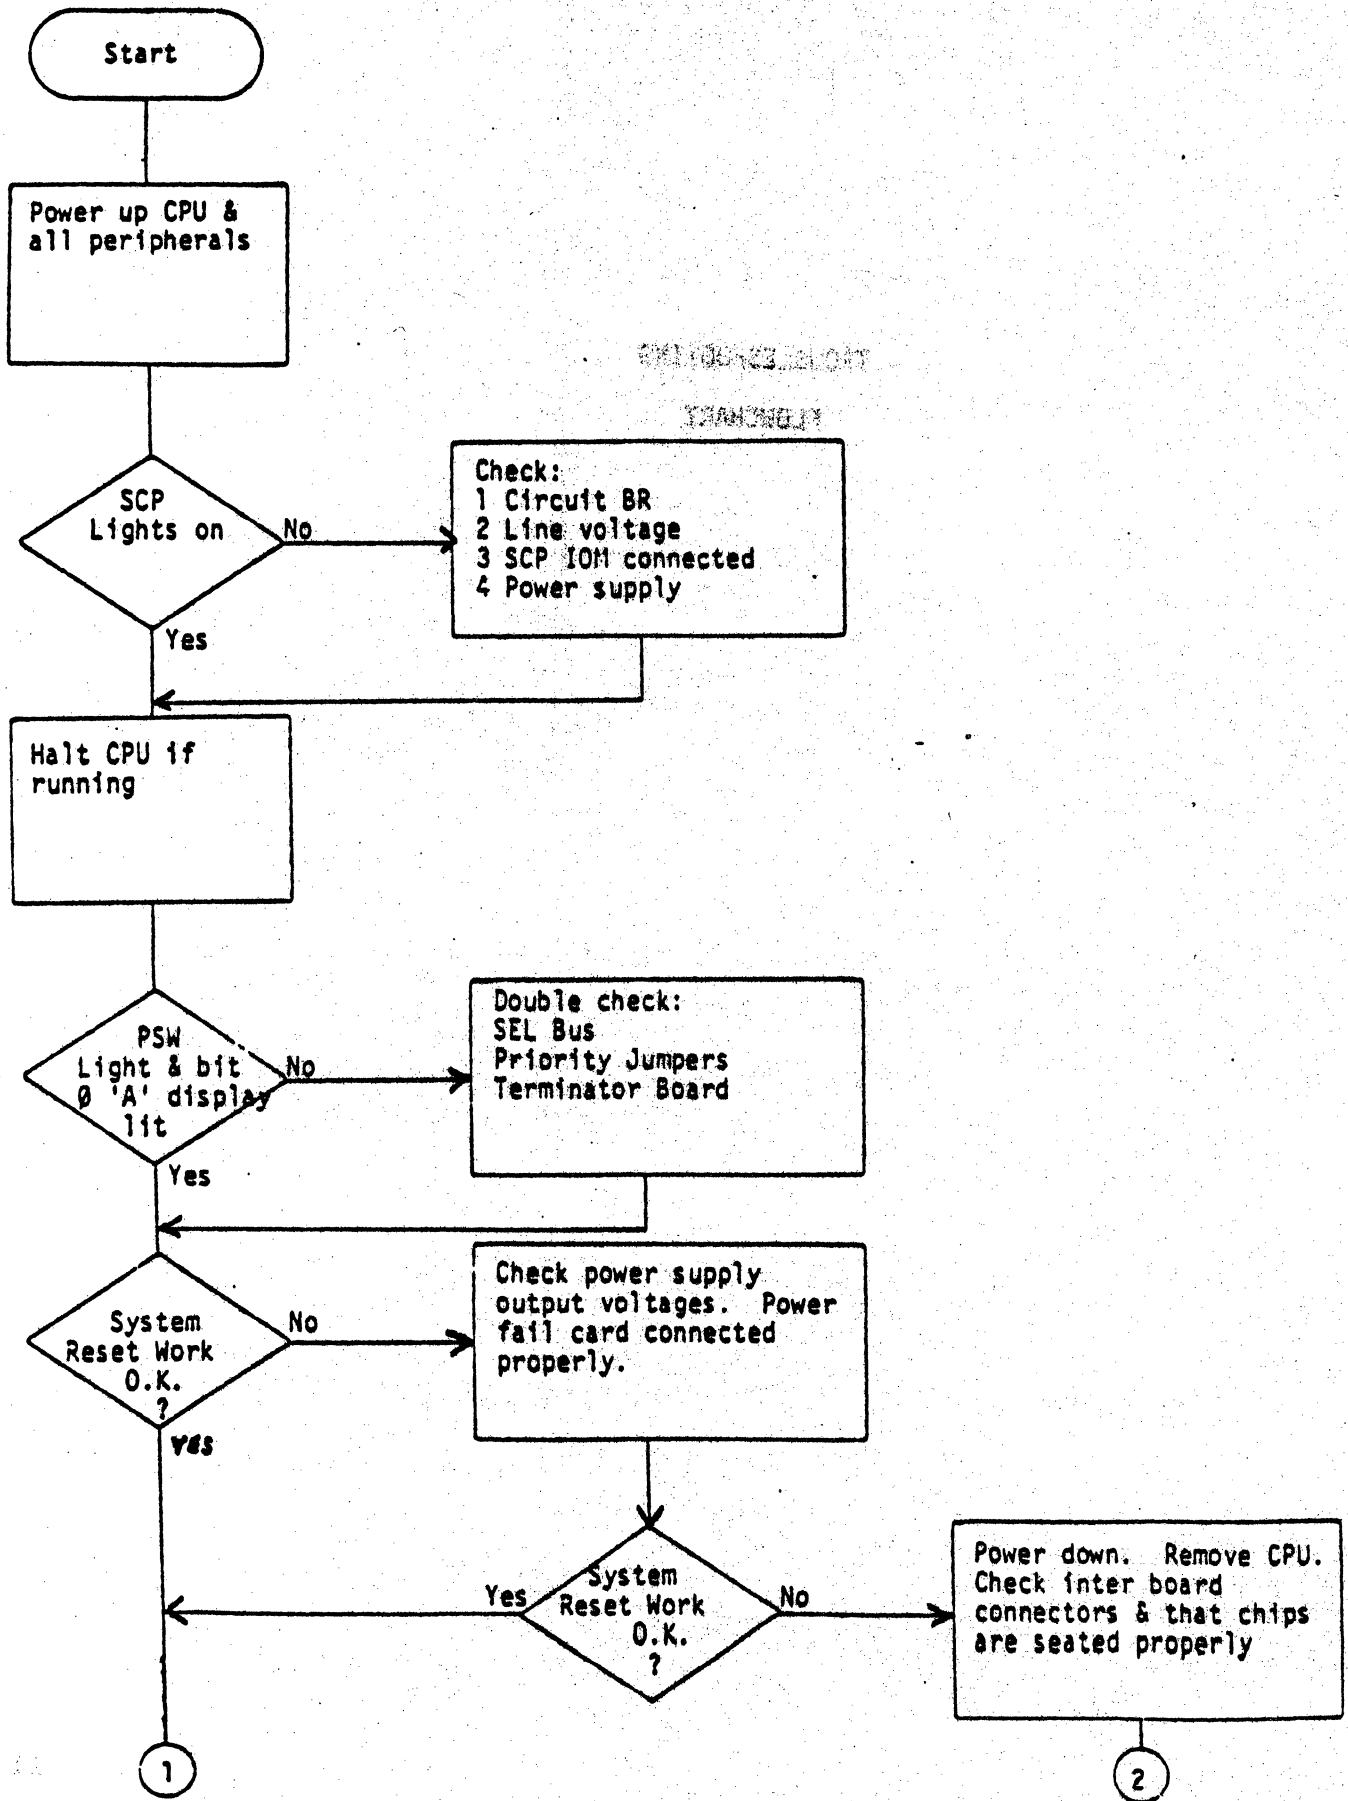 Start
Power up CPU &
all peripherals
SCP
Lights on
No
Check:
1 Circuit BR
2 Line voltage
3 SCP IOM connected
4 Power supply
Yes
Halt CPU if
running
PSW
Light & bit
Ø 'A' display
lit
No
Double check:
SEL Bus
Priority Jumpers
Terminator Board
Yes
System
Reset Work
O.K.
?
No
Check power supply
output voltages. Power
fail card connected
properly.
YES
System
Reset Work
O.K.
?
Yes
No
Power down. Remove CPU.
Check inter board
connectors & that chips
are seated properly
1
2